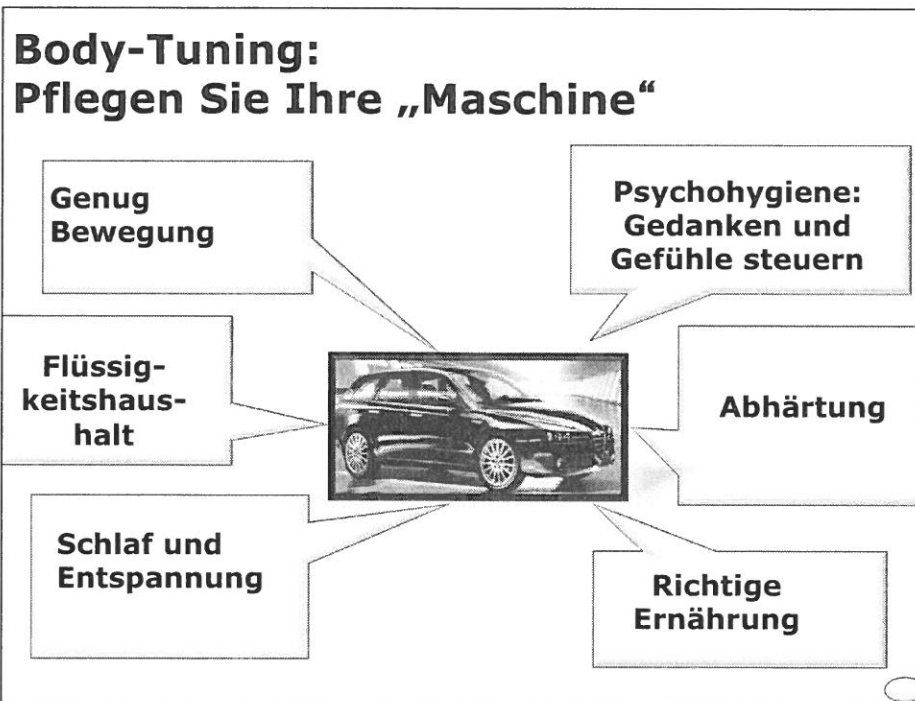 Body-Tuning:
Pflegen Sie Ihre „Maschine“
Genug
Bewegung
Psychohygiene:
Gedanken und
Gefühle steuern
Flüssig-
keitshaus-
halt
Abhärtung
Schlaf und
Entspannung
Richtige
Ernährung